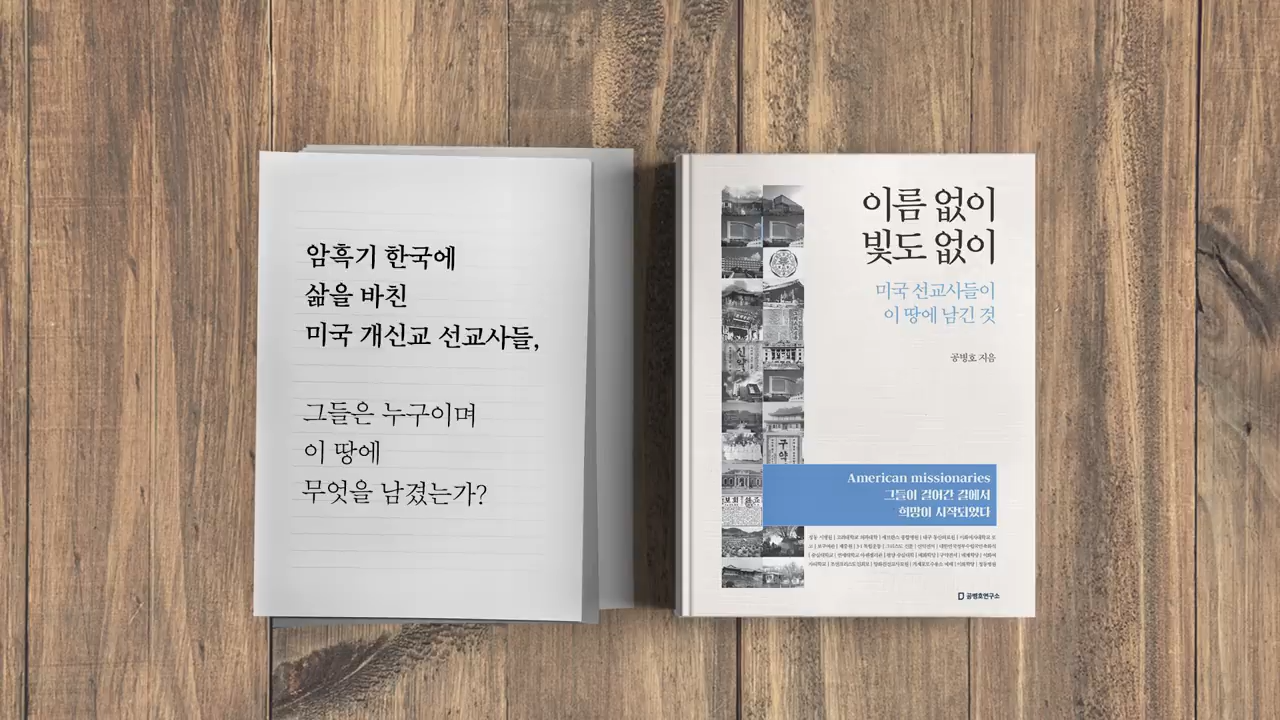 암흑기 한국에
삶을 바친
미국 개신교 선교사들,
그들은 누구이며
이 땅에
무엇을 남겼는가?
이름 없이
빛도 없이
미국 선교사들이
이 땅에 남긴 것
공병호 지음
구약
American missionaries
그들이 걸어간 길에서
희망이 시작되었다
공병호연구소